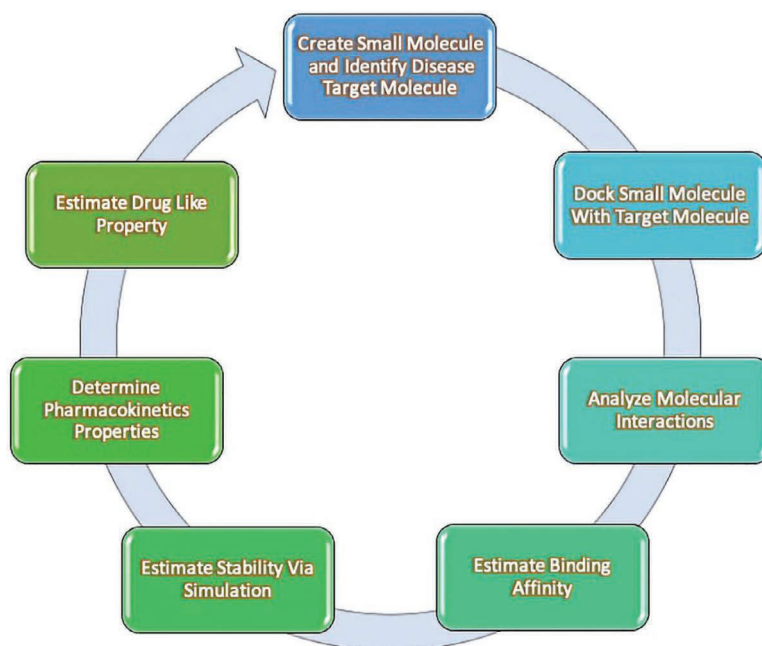 Create Small Molecule
and Identify Disease
Target Molecule
Dock Small Molecule
With Target Molecule
Analyze Molecular
Interactions
Estimate Binding
Affinity
Estimate Stability Via
Simulation
Determine
Pharmacokinetics
Properties
Estimate Drug Like
Property